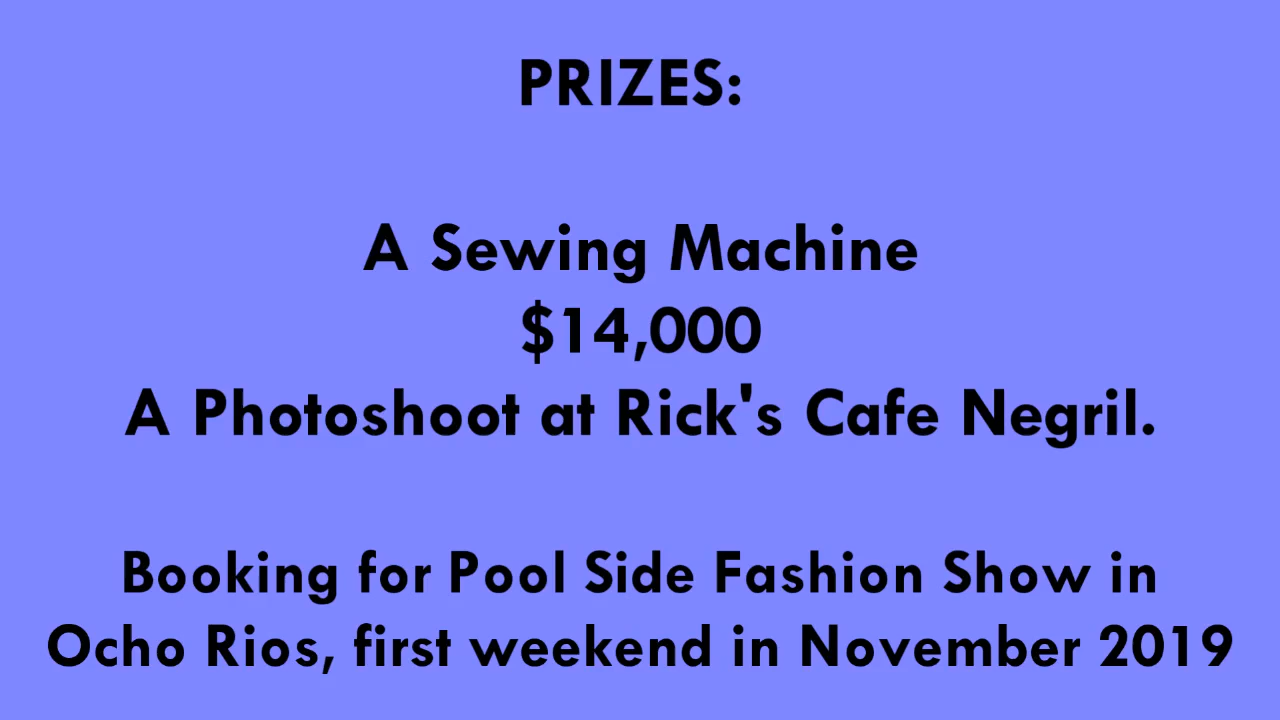 PRIZES:
A Sewing Machine
$14,000
A Photoshoot at Rick's Cafe Negril.
Booking for Pool Side Fashion Show in
Ocho Rios, first weekend in November 2019